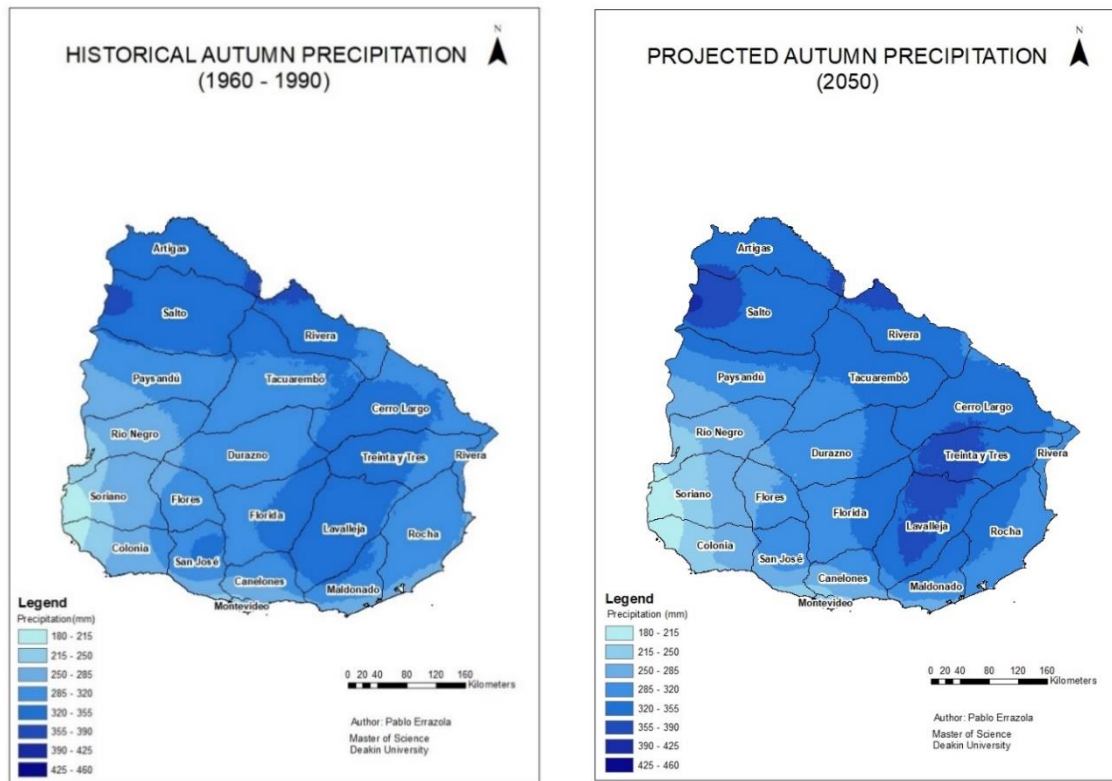 N
HISTORICAL AUTUMN PRECIPITATION
(1960 - 1990)
Artigas
Salto
Rivera
Paysandú
Tacuarembó
Cerro Largo
Río Negro
Durazno
Treinta y Tres
Rivera
Soriano
Flores
Florida
Lavalleja
Rocha
Colonia
San José
Canelones
Maldonado
Montevideo
Legend
Precipitation(mm)
180 - 215
215 - 250
250 - 285
285 - 320
320 - 355
355 - 390
390 - 425
425 - 460
0 20 40 80 120 160
Kilometers
Author: Pablo Errazola
Master of Science
Deakin University
N
PROJECTED AUTUMN PRECIPITATION
(2050)
Artigas
Salto
Rivera
Paysandú
Tacuarembó
Cerro Largo
Río Negro
Durazno
Treinta y Tres
Rivera
Soriano
Flores
Florida
Lavalleja
Rocha
Colonia
San José
Canelones
Maldonado
Montevideo
Legend
Precipitation (mm)
180 - 215
215 - 250
250 - 285
285 - 320
320 - 355
355 - 390
390 - 425
425 - 460
0 20 40 80 120 160
Kilometers
Author: Pablo Errazola
Master of Science
Deakin University